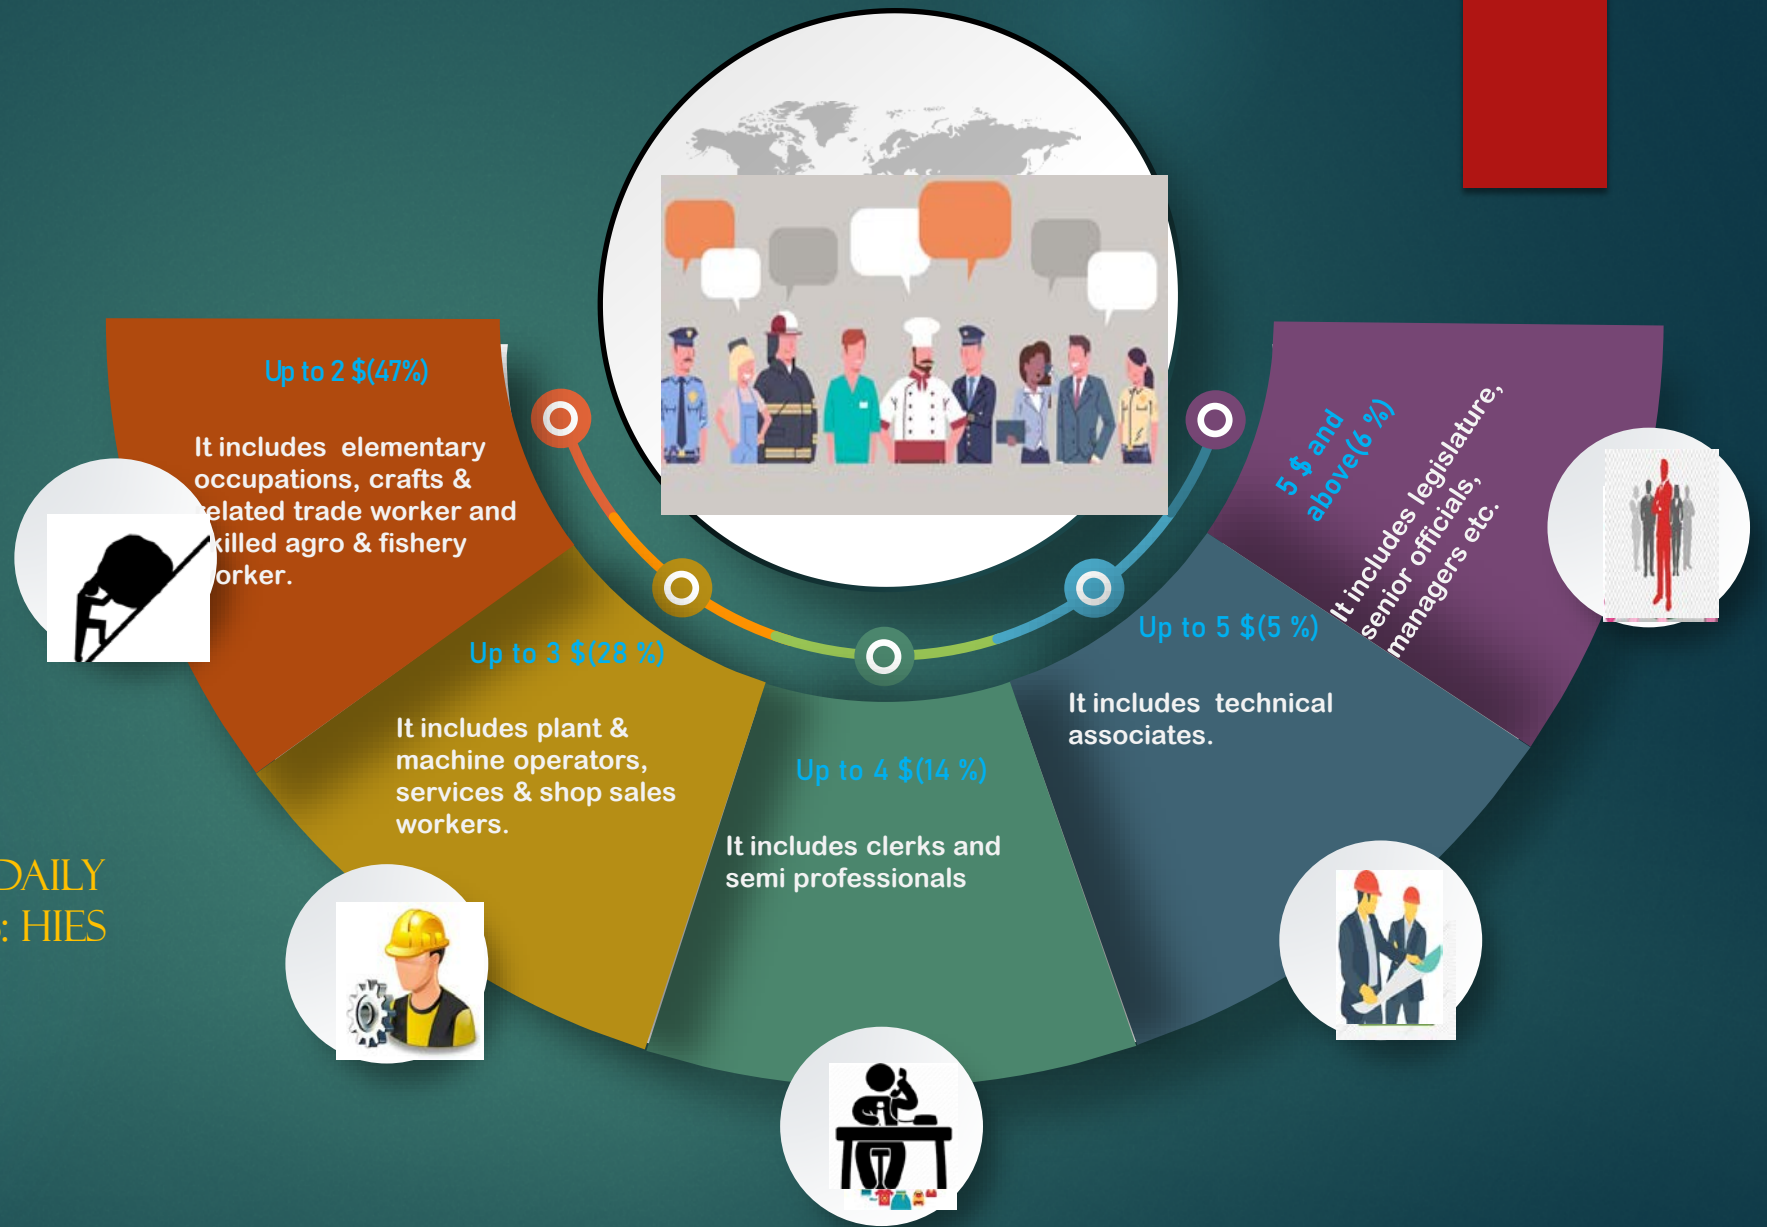 Up to 2 $(47%)
It includes elementary
occupations, crafts &
elated trade worker and
killed agro & fishery
orker.
Up to 3 $(28 %)
It includes plant &
machine operators,
services & shop sales
workers.
Up to 4 $(14 %)
It includes clerks and
semi professionals
Up to 5 $(5 %)
It includes technical
associates.
5 $ and
above(6 %)
It includes legislature,
senior officials,
managers etc.
DAILY
: HIES